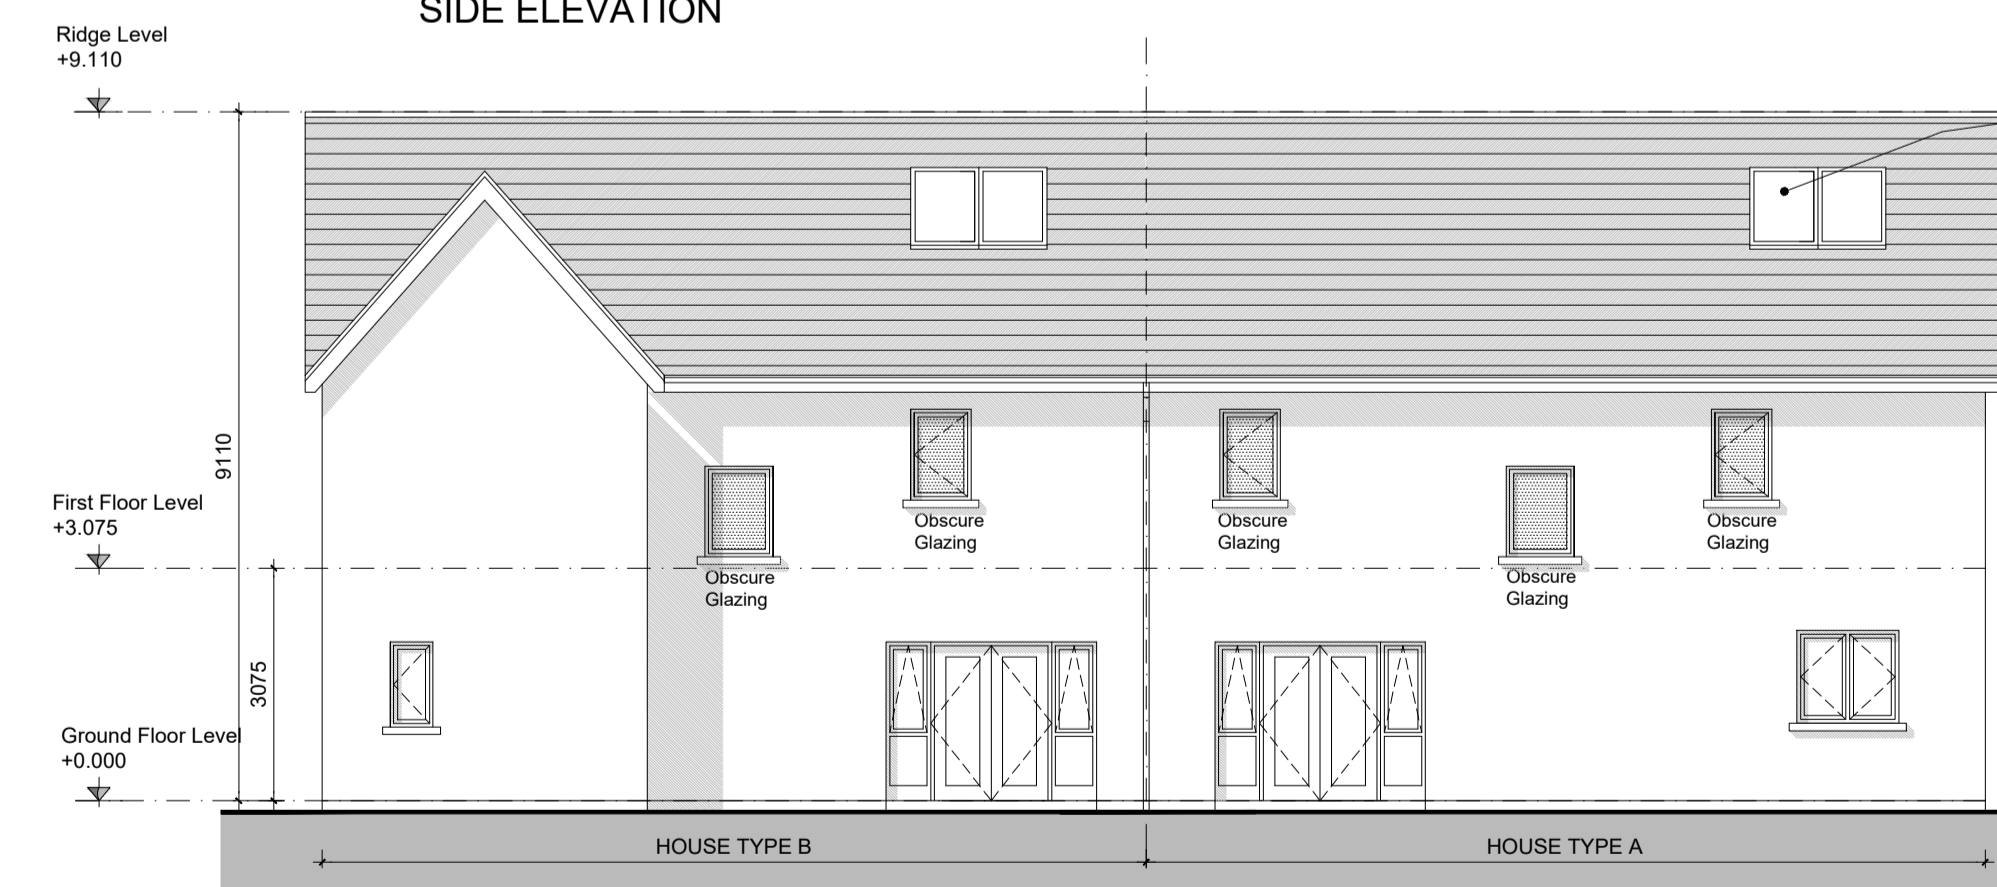 SIDE ELEVATION
Ridge Level
+9.110
9110
First Floor Level
+3.075
3075
Ground Floor Level
+0.000
Obscure
Glazing
Obscure
Glazing
Obscure
Glazing
Obscure
Glazing
Obscure
Glazing
HOUSE TYPE B
HOUSE TYPE A